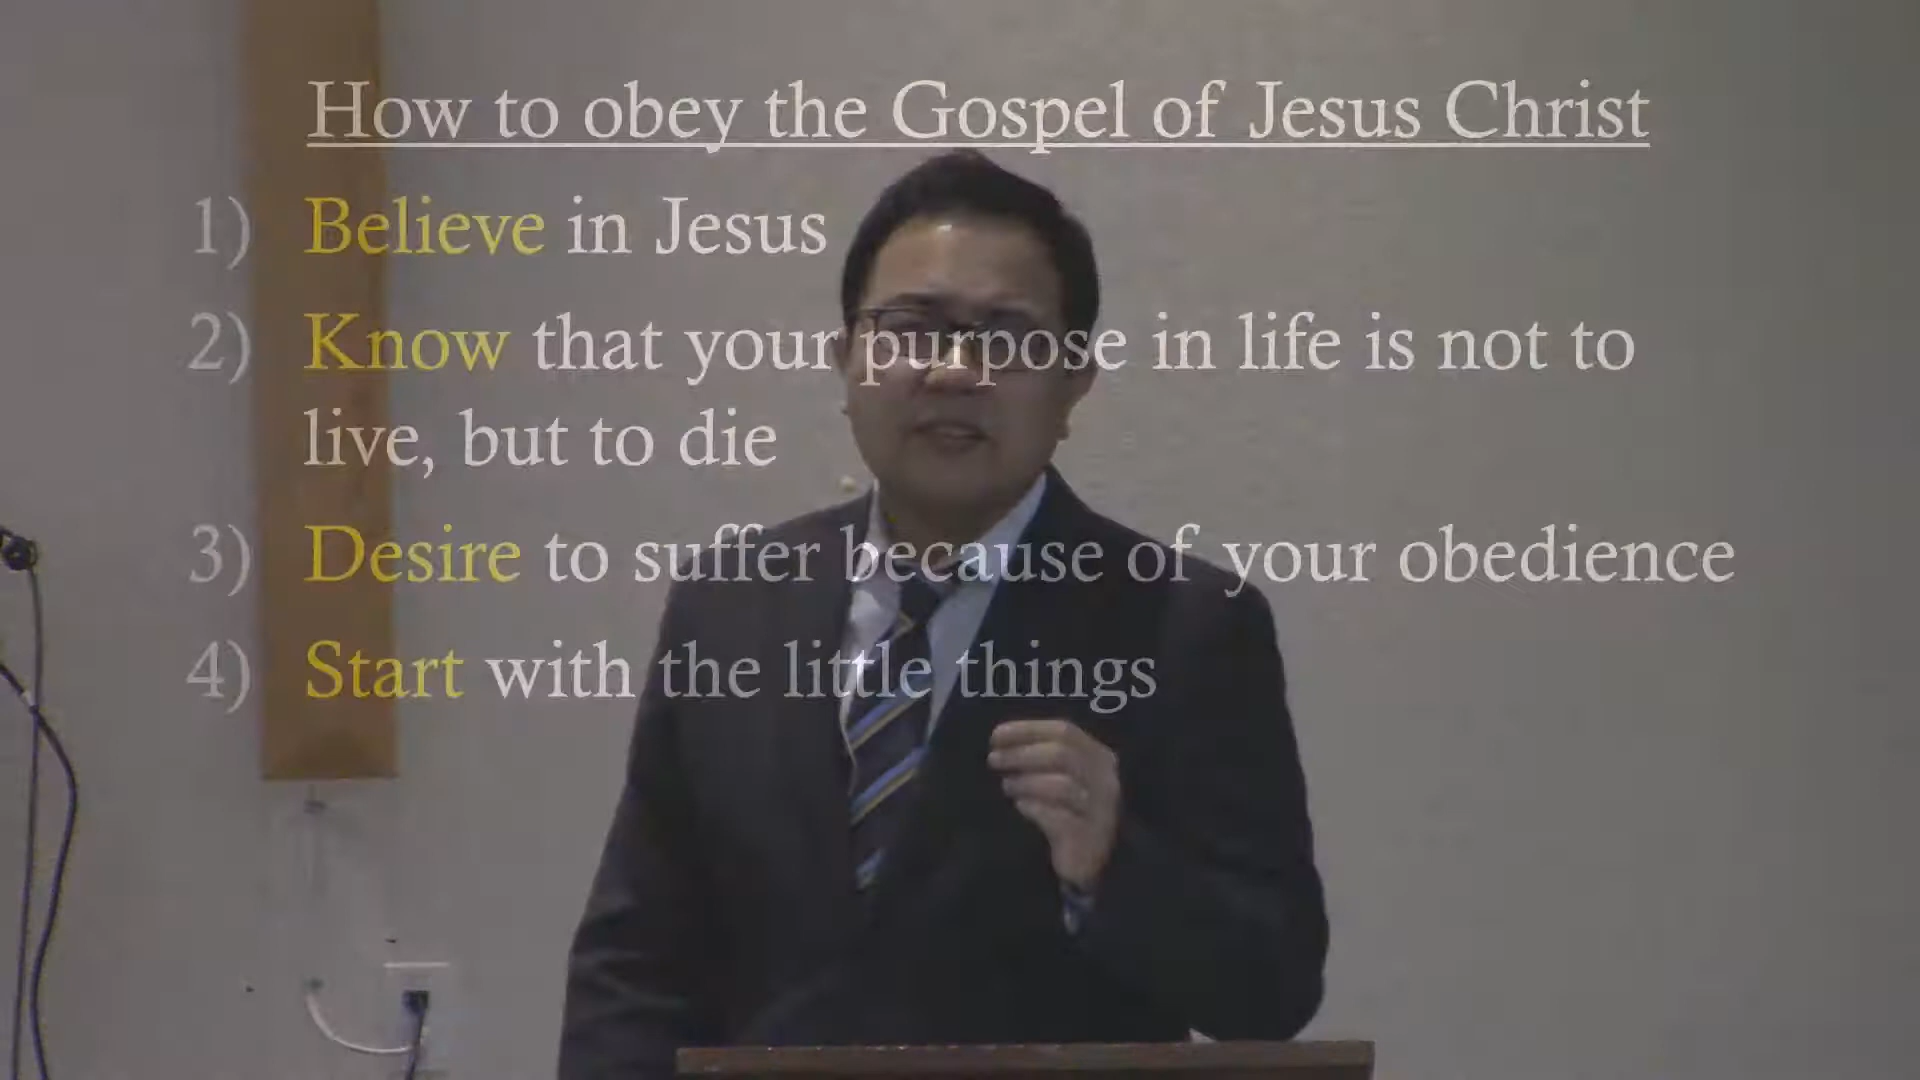 How to obey the Gospel of Jesus Christ
1) Believe in Jesus
2) Know that your purpose in life is not to
live, but to die
3) Desire to suffer because of your obedience
4) Start with the little things